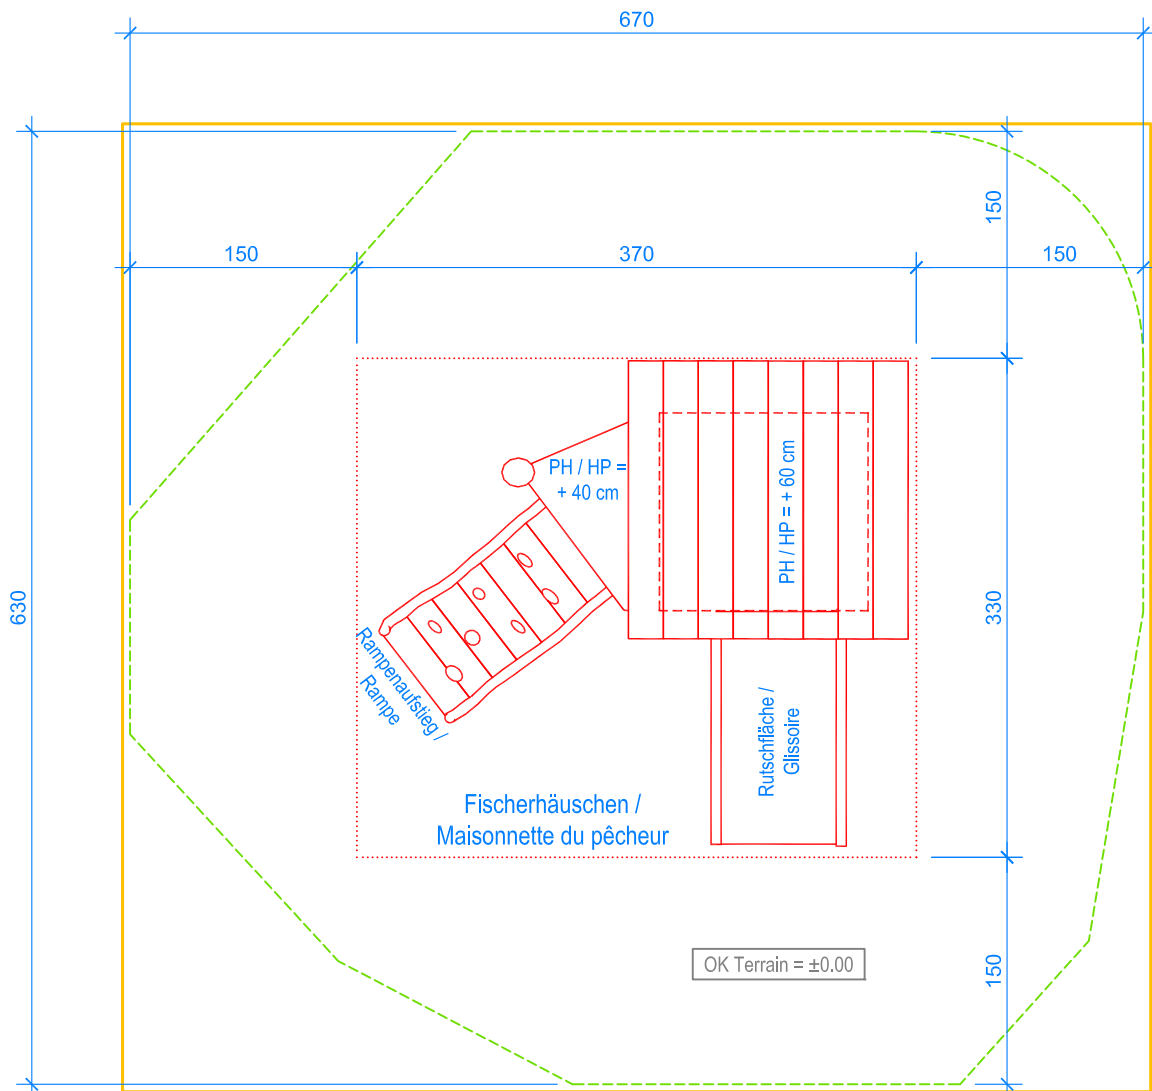 670
150
150
370
150
PH / HP =
+ 40 cm
PH / HP = + 60 cm
630
330
Rampenaufstieg /
Rampe
Rutschfläche /
Glissoire
Fischerhäuschen /
Maisonnette du pêcheur
OK Terrain = ±0.00
150